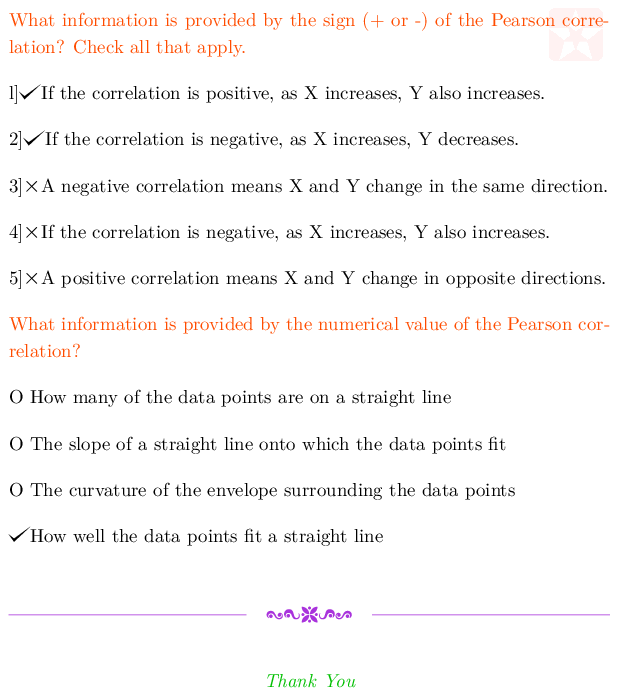 What information is provided by the sign (+ or -) of the Pearson corre-
lation? Check all that apply.
1]✓If the correlation is positive, as X increases, Y also increases.
2]✓If the correlation is negative, as X increases, Y decreases.
3]×A negative correlation means X and Y change in the same direction.
4]×If the correlation is negative, as X increases, Y also increases.
5]×A positive correlation means X and Y change in opposite directions.
What information is provided by the numerical value of the Pearson cor-
relation?
O How many of the data points are on a straight line
O The slope of a straight line onto which the data points fit
O The curvature of the envelope surrounding the data points
✓How well the data points fit a straight line
Thank You